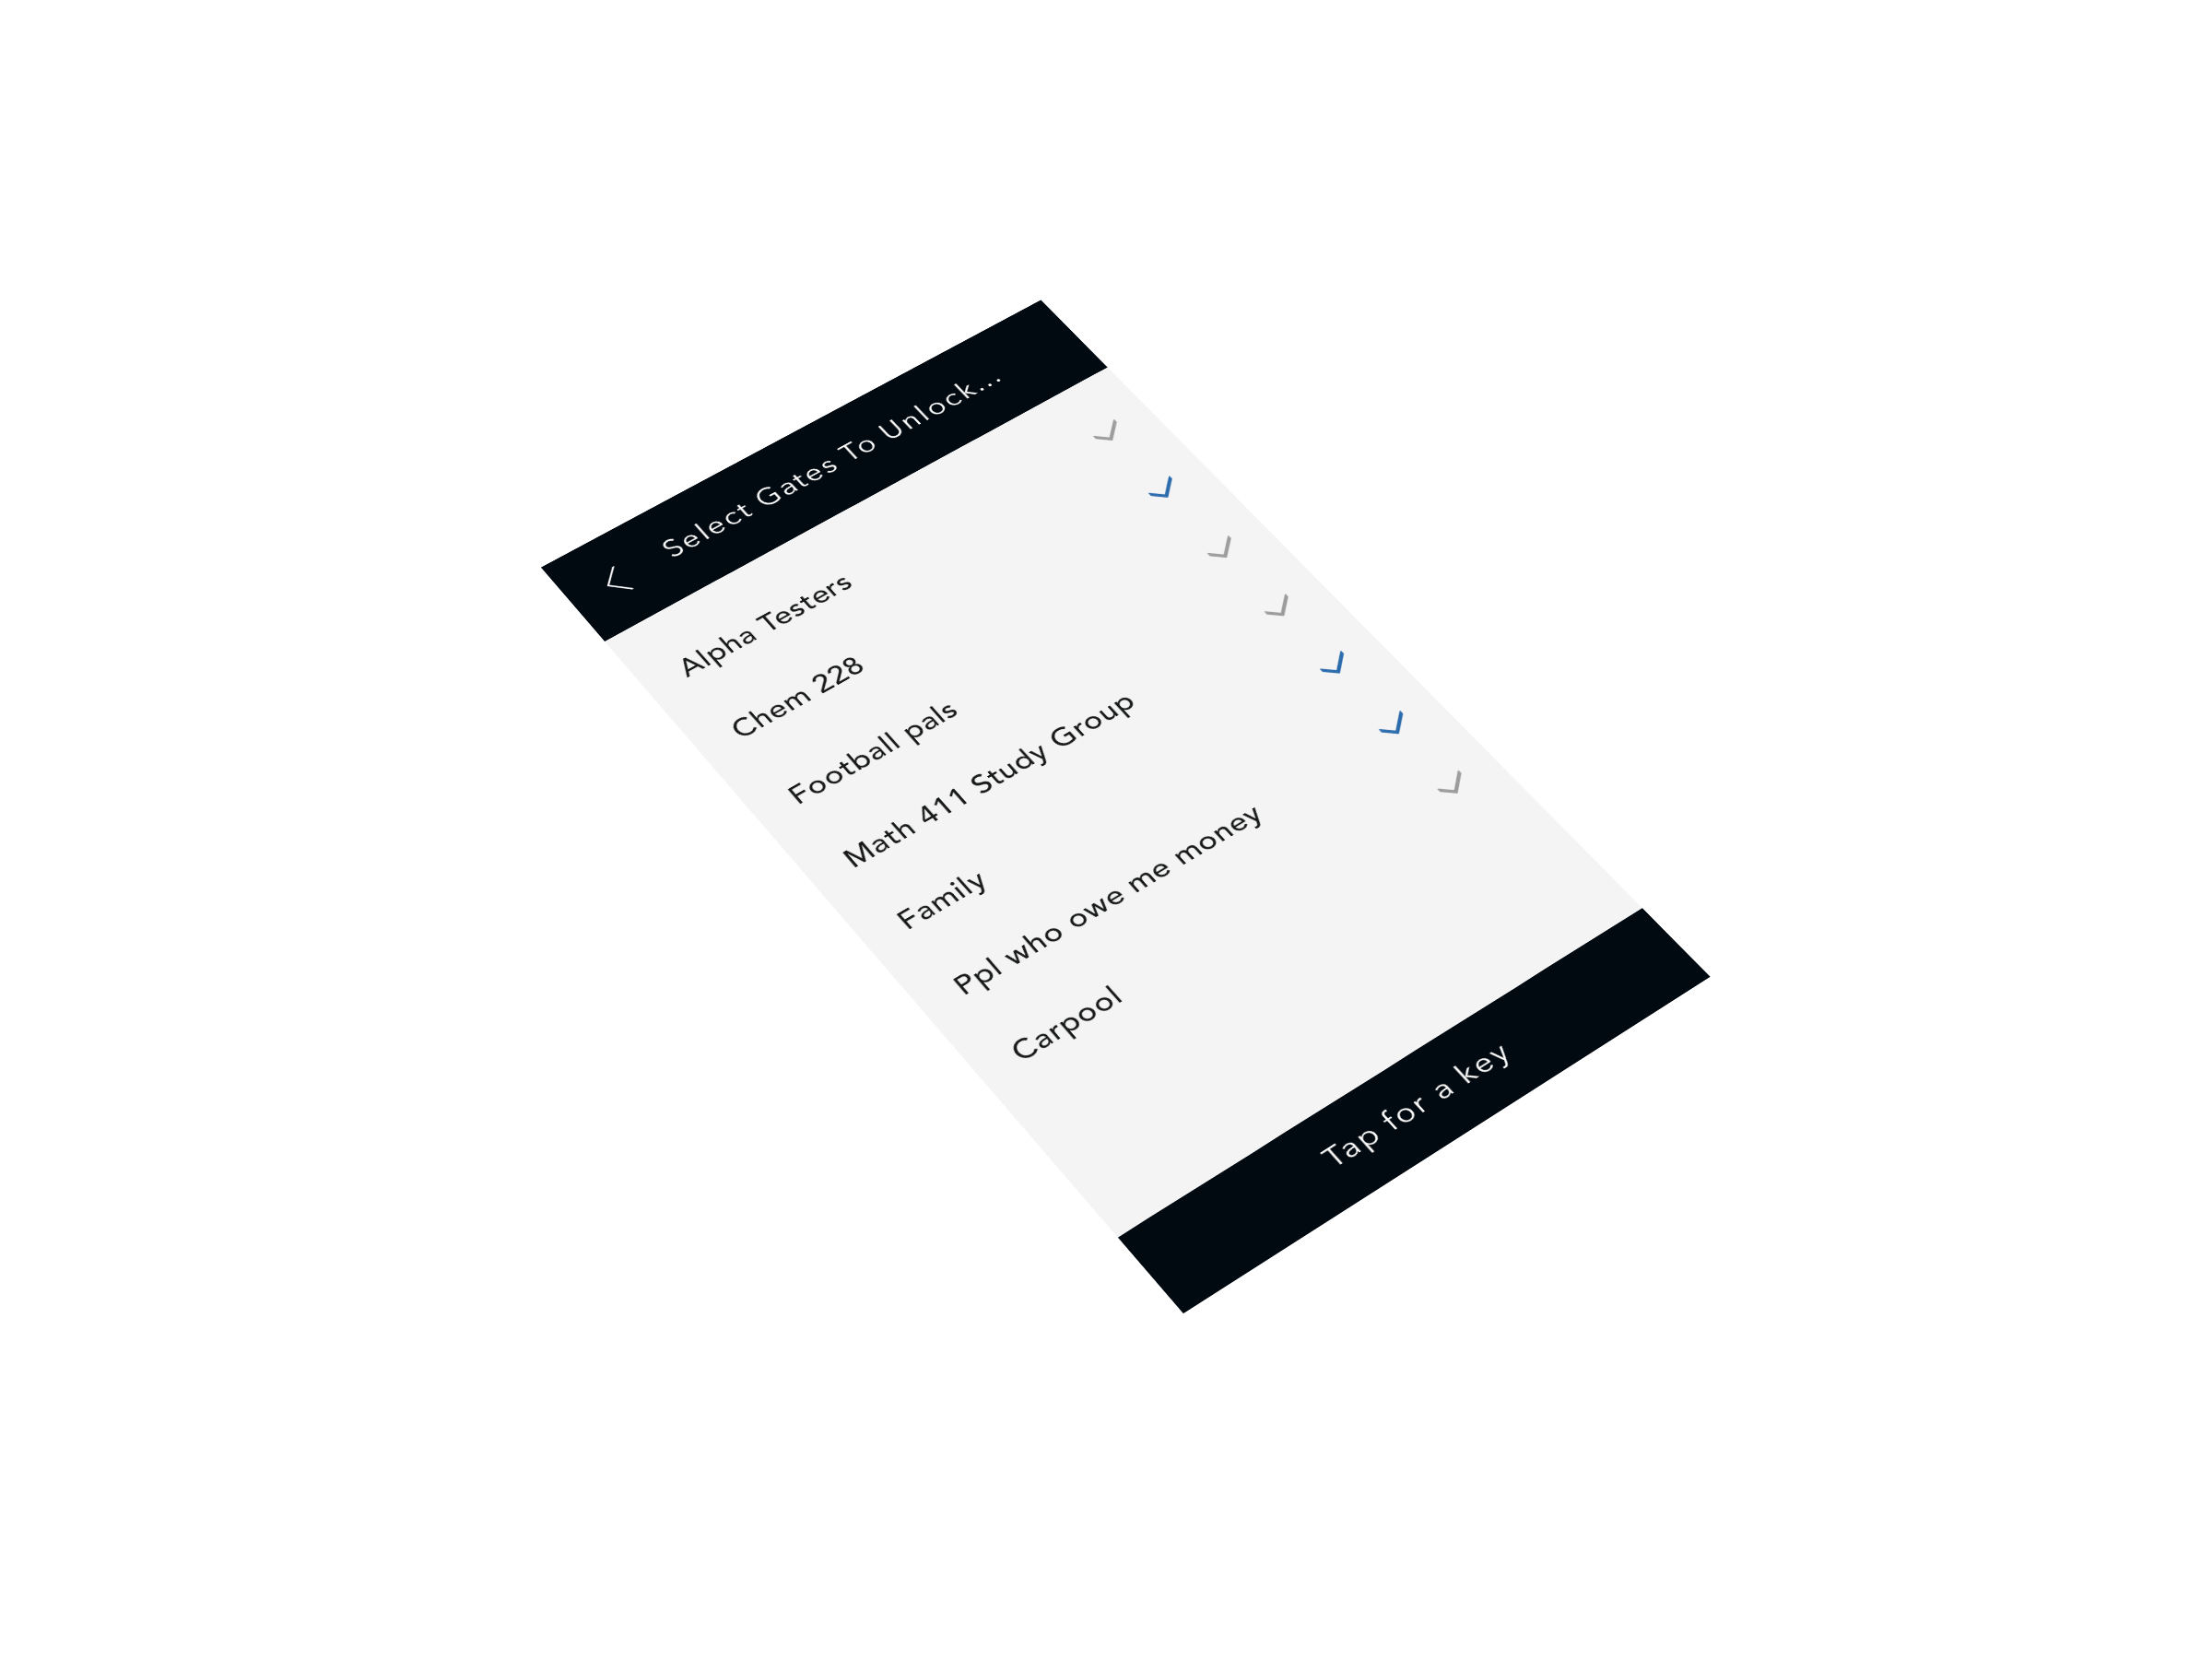 Select Gates To Unlock...
Alpha Testers
Chem 228
Football pals
Math 411 Study Group
Family
Ppl who owe me money
Carpool
Tap for a key